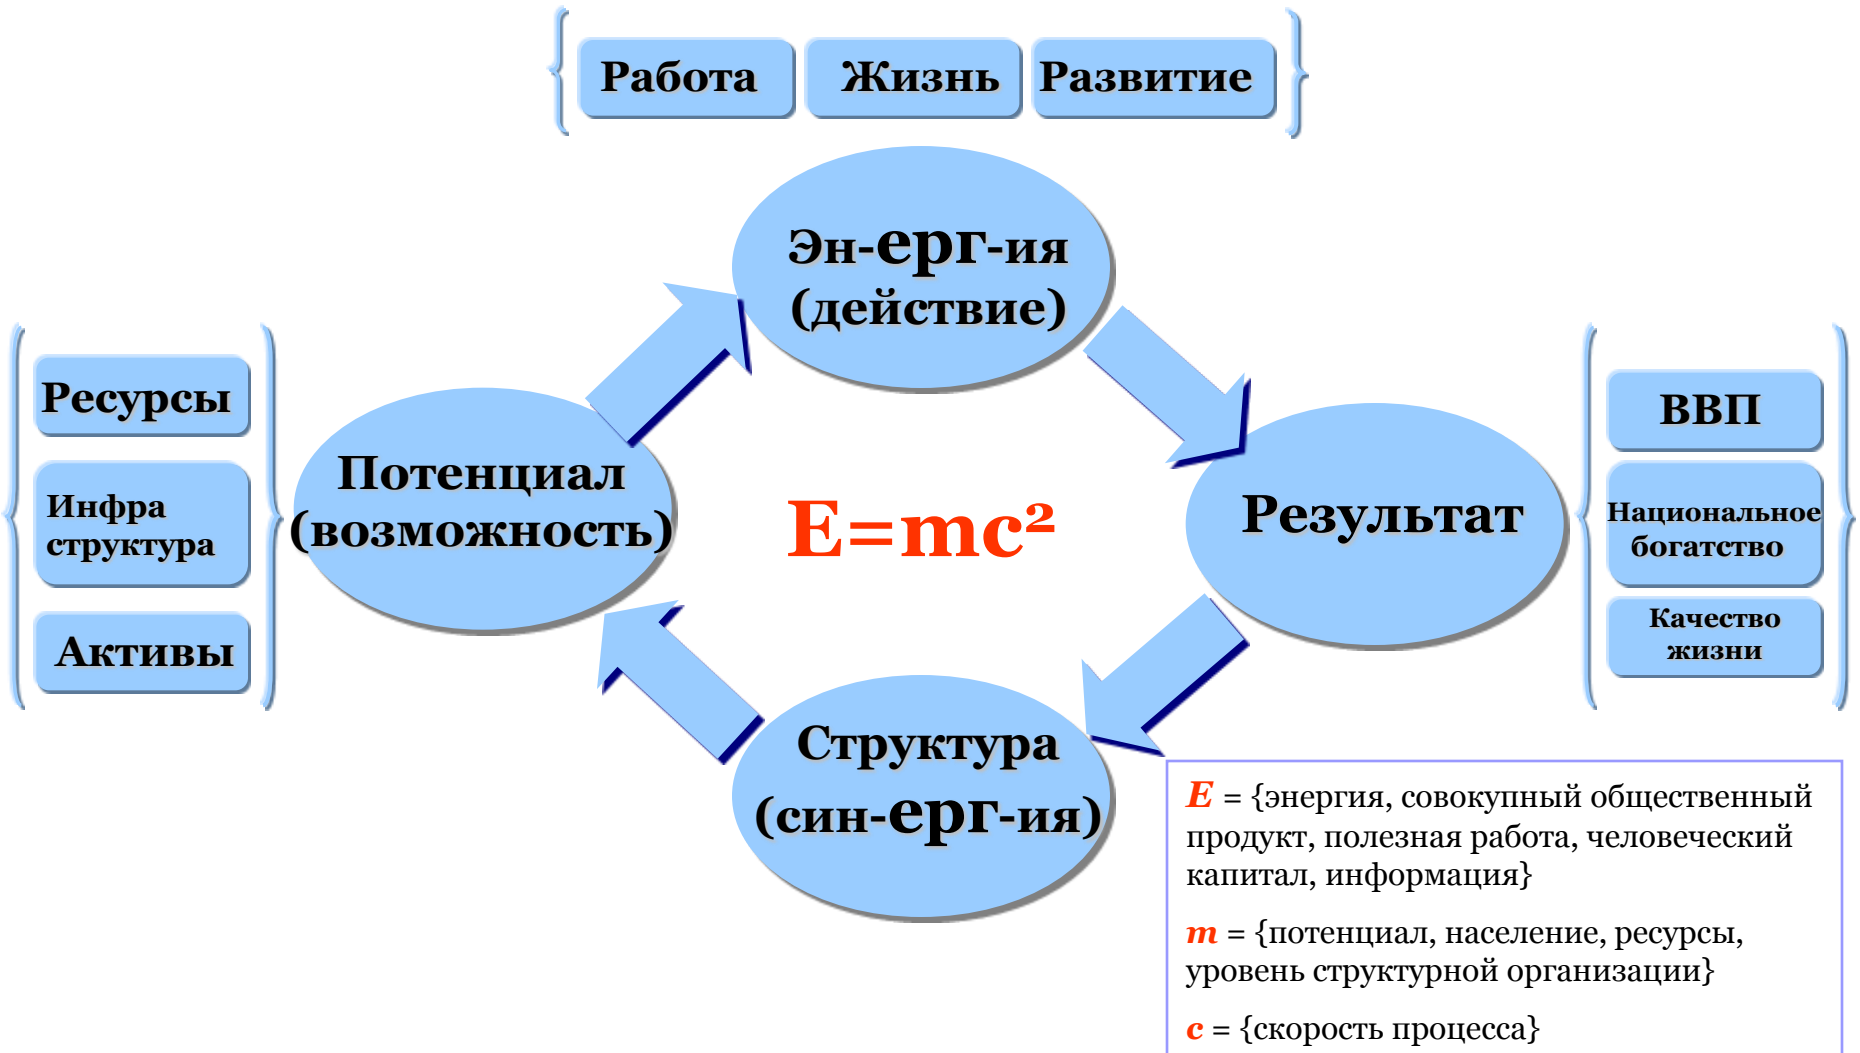 Работа
Жизнь
Развитие
Эн-ерг-ия
(действие)
Ресурсы
Инфра
структура
Активы
Потенциал
(возможность)
E=mc²
Результат
ВВП
Национальное
богатство
Качество
жизни
Структура
(син-ерг-ия)
E = {энергия, совокупный общественный
продукт, полезная работа, человеческий
капитал, информация}
m = {потенциал, население, ресурсы,
уровень структурной организации}
c = {скорость процесса}